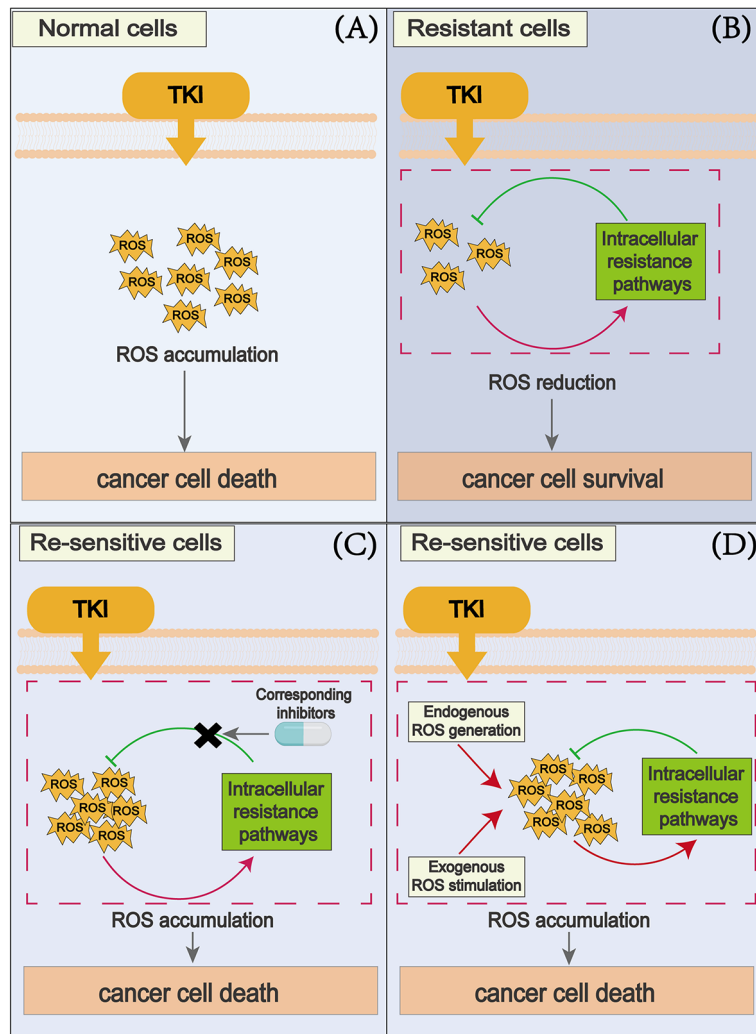 Normal cells
(A)
TKI
ROS
ROS
ROS
ROS
ROS
ROS
ROS
ROS accumulation
cancer cell death
Resistant cells
(B)
TKI
ROS
ROS
ROS
Intracellular
resistance
pathways
ROS reduction
cancer cell survival
Re-sensitive cells
(C)
TKI
Corresponding
inhibitors
ROS
ROS
ROS
ROS
ROS
ROS
Intracellular
resistance
pathways
ROS accumulation
cancer cell death
Re-sensitive cells
(D)
TKI
Endogenous
ROS generation
ROS
ROS
ROS
ROS
ROS
ROS
Intracellular
resistance
pathways
Exogenous
ROS stimulation
ROS accumulation
cancer cell death